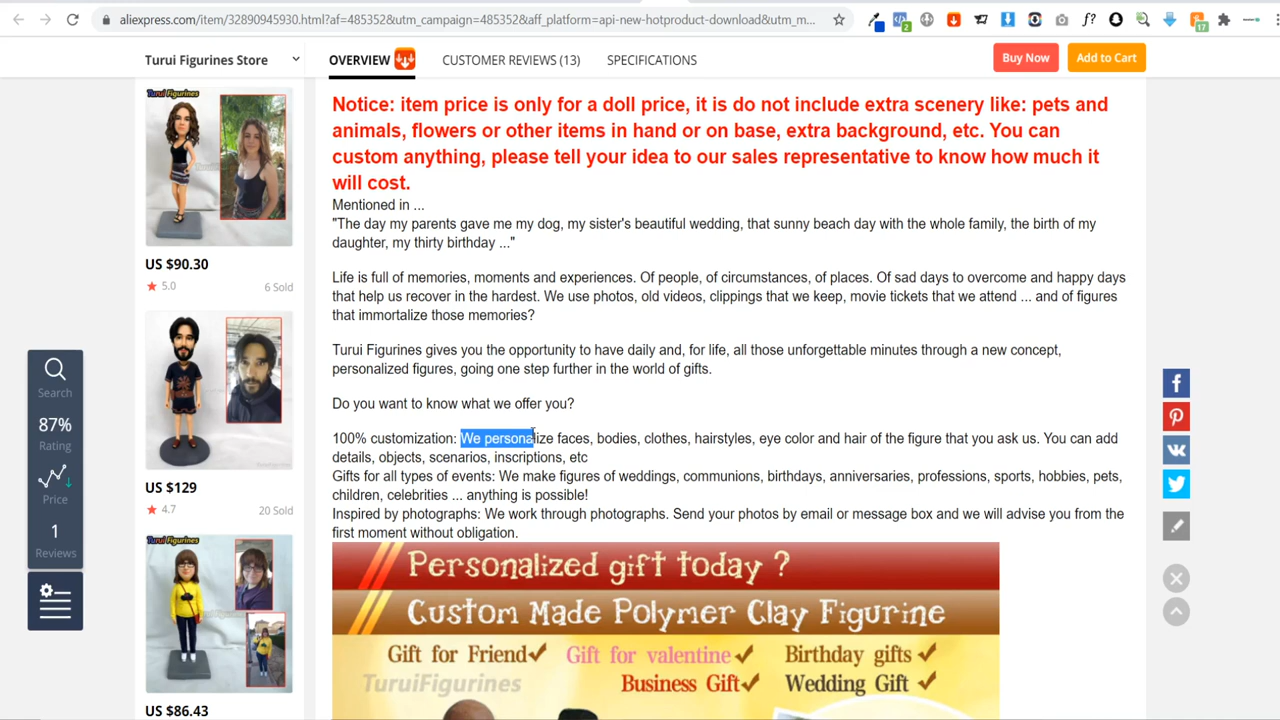 aliexpress.com/item/32890945930.html?af=485352&utm_campaign=485352&aff_platform=api-new-hotproduct-download&utm_m...
2
17
Turui Figurines Store
OVERVIEW
CUSTOMER REVIEWS (13)
SPECIFICATIONS
Buy Now
Add to Cart
Turui Figurines
US $90.30
5.0
6 Sold
US $129
4.7
20 Sold
Turui Figurines
US $86.43
Search
87%
Rating
Price
1
Reviews
Notice: item price is only for a doll price, it is do not include extra scenery like: pets and
animals, flowers or other items in hand or on base, extra background, etc. You can
custom anything, please tell your idea to our sales representative to know how much it
will cost.
Mentioned in ...
"The day my parents gave me my dog, my sister's beautiful wedding, that sunny beach day with the whole family, the birth of my
daughter, my thirty birthday ..."
Life is full of memories, moments and experiences. Of people, of circumstances, of places. Of sad days to overcome and happy days
that help us recover in the hardest. We use photos, old videos, clippings that we keep, movie tickets that we attend ... and of figures
that immortalize those memories?
Turui Figurines gives you the opportunity to have daily and, for life, all those unforgettable minutes through a new concept,
personalized figures, going one step further in the world of gifts.
Do you want to know what we offer you?
100% customization: We personalize faces, bodies, clothes, hairstyles, eye color and hair of the figure that you ask us. You can add
details, objects, scenarios, inscriptions, etc
Gifts for all types of events: We make figures of weddings, communions, birthdays, anniversaries, professions, sports, hobbies, pets,
children, celebrities ... anything is possible!
Inspired by photographs: We work through photographs. Send your photos by email or message box and we will advise you from the
first moment without obligation.
Personalized gift today ?
Custom Made Polymer Clay Figurine
Gift for Friend
Gift for valentine
Birthday gifts
TuruiFigurines
Business Gift
Wedding Gift